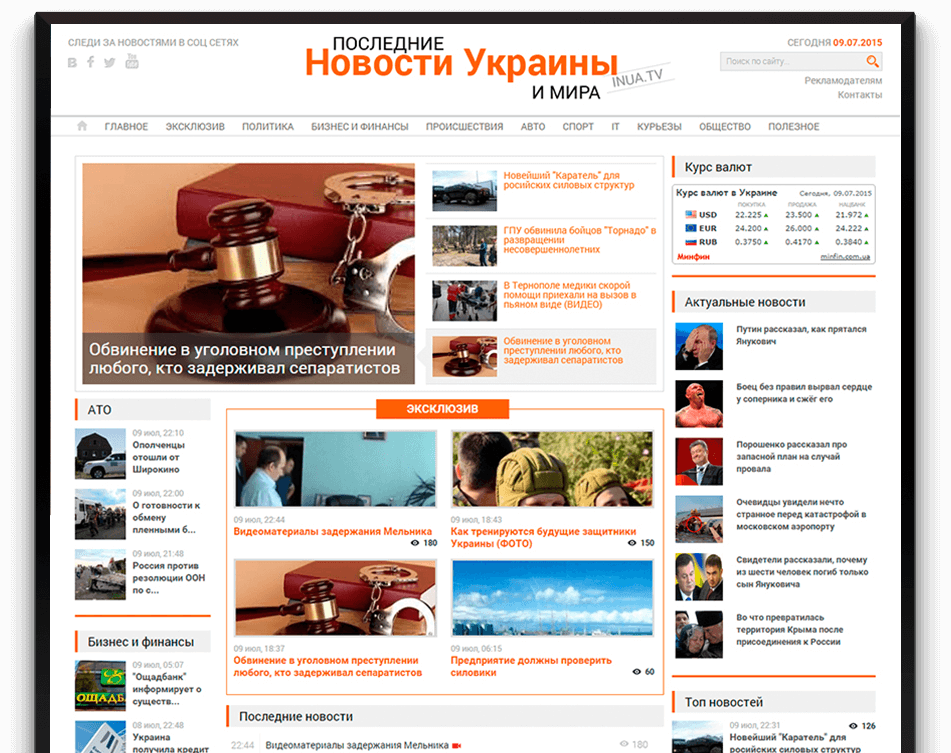 СЛЕДИ ЗА НОВОСТЯМИ В СОЦ СЕТЯХ
ПОСЛЕДНИЕ
Новости Украины
И МИРА
INUA.TV
СЕГОДНЯ 09.07.2015
Поиск по сайту...
Рекламодателям
Контакты
ГЛАВНОЕ ЭКСКЛЮЗИВ ПОЛИТИКА БИЗНЕС И ФИНАНСЫ ПРОИСШЕСТВИЯ АВТО СПОРТ IT КУРЬЕЗЫ ОБЩЕСТВО ПОЛЕЗНОЕ
Обвинение в уголовном преступлении
любого, кто задерживал сепаратистов
Новейший "Каратель" для
росийских силовых структур
ГПУ обвинила бойцов "Торнадо" в
развращении
несовершеннолетних
В Тернополе медики скорой
помощи приехали на вызов в
пьяном виде (ВИДЕО)
Обвинение в уголовном
преступлении любого, кто
задерживал сепаратистов
Курс валют
Курс валют в Украине Сегодня, 09.07.2015
ПОКУПКА ПРОДАЖА НАЦБАНК
USD 22.225 23.500 21.972
EUR 24.200 26.000 24.222
RUB 0.3750 0.4170 0.3840
Минфин minfin.com.ua
Актуальные новости
Путин рассказал, как прятался
Янукович
Боец без правил вырвал сердце
у соперника и сжёг его
Порошенко рассказал про
запасной план на случай
провала
Очевидцы увидели нечто
странное перед катастрофой в
московском аэропорту
Свидетели рассказали, почему
из шести человек погиб только
сын Януковича
Во что превратилась
территория Крыма после
присоединения к России
Топ новостей
09 июл, 22:31 126
Новейший "Каратель" для
росийских силовых структур
АТО
09 июл, 22:10
Ополченцы
отошли от
Широкино
09 июл, 22:00
О готовности к
обмену
пленными б...
09 июл, 21:48
Россия против
резолюции ООН
по с...
Бизнес и финансы
09 июл, 05:07
"Ощадбанк"
информирует о
существ...
ОЩАДБ
08 июл, 22:48
Украина
получила кредит
ЭКСКЛЮЗИВ
09 июл, 22:44
Видеоматериалы задержания Мельника
180
09 июл, 18:43
Как тренируются будущие защитники
Украины (ФОТО)
150
09 июл, 18:37
Обвинение в уголовном преступлении
любого, кто задерживал сепаратистов
09 июл, 06:15
Предприятие должны проверить
силовики
60
Последние новости
22:44 Видеоматериалы задержания Мельника 180